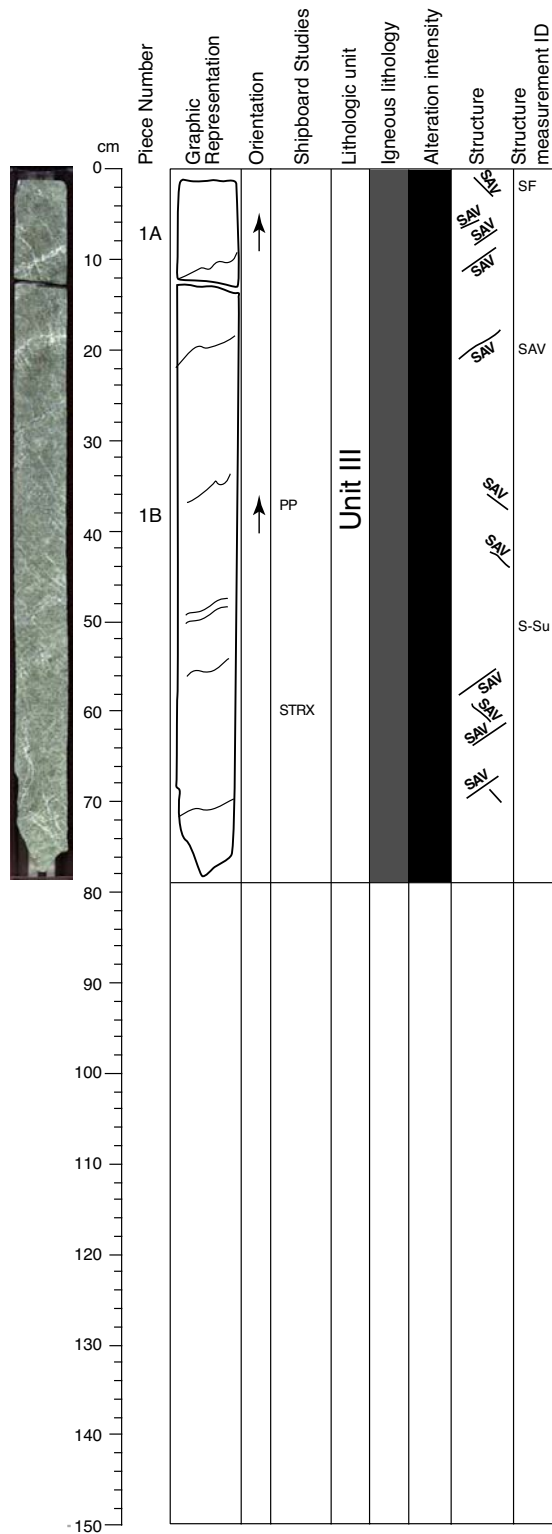 cm
Piece Number
Graphic
Representation
Orientation
Shipboard Studies
Lithologic unit
Igneous lithology
Alteration intensity
Structure
Structure
measurement ID
0
SAV
SF
SAV
1A
SAV
10
SAV
20
SAV
SAV
30
Unit III
SAV
1B
PP
40
SAV
50
S-Su
SAV
60
STRX
SAV
SAV
70
SAV
80
90
100
110
120
130
140
150